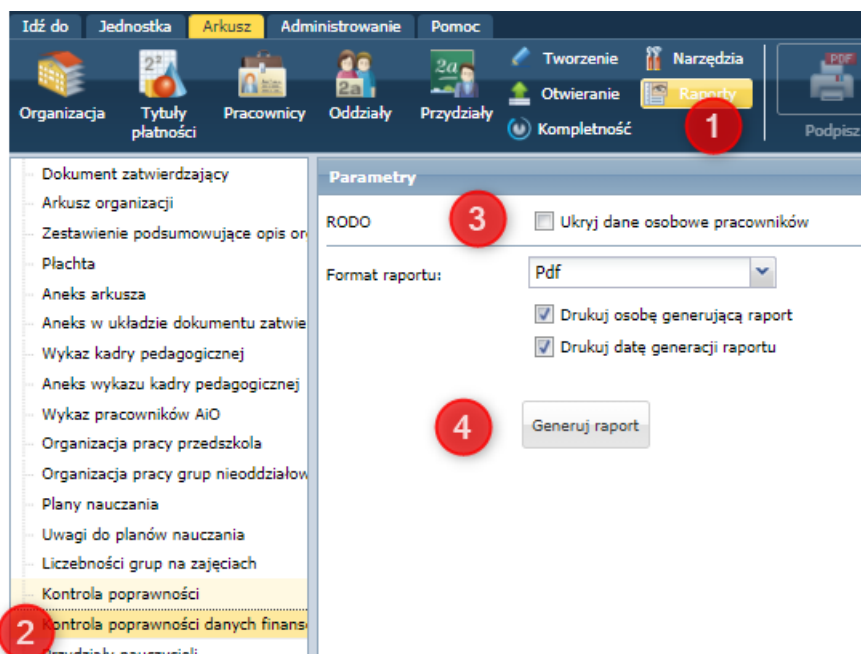 Idź do Jednostka Arkusz Administrowanie Pomoc
Organizacja
Tytuły płatności
Pracownicy
2a
Oddziały
2a
Przydziały
Tworzenie
Otwieranie
Kompletność
Narzędzia
Raporty
1
PDF
Podpisz
Dokument zatwierdzający
Arkusz organizacji
Zestawienie podsumowujące opis
Płachta
Aneks arkusza
Aneks w układzie dokumentu
Wykaz kadry pedagogicznej
Aneks wykazu kadry pedagogicznej
Wykaz pracowników AiO
Organizacja pracy przedszkola
Organizacja pracy grup
Plany nauczania
Uwagi do planów nauczania
Liczebności grup na zajęciach
Kontrola poprawności
2
Kontrola poprawności danych
Parametry
RODO 3 Ukryj dane osobowe pracowników
Format raportu: Pdf
Drukuj osobę generującą raport
Drukuj datę generacji raportu
4 Generuj raport